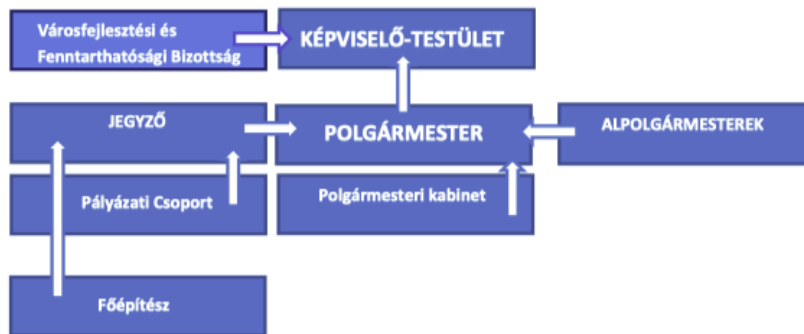 Városfejlesztési és
Fenntarthatósági Bizottság
KÉPVISELŐ-TESTÜLET
JEGYZŐ
POLGÁRMESTER
ALPOLGÁRMESTEREK
Pályázati Csoport
Polgármesteri kabinet
Főépítész